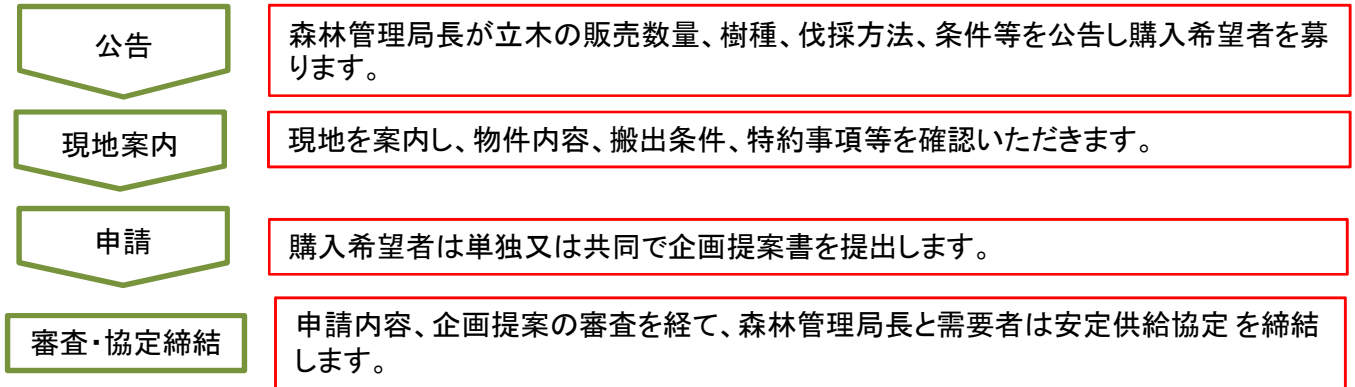 公告
森林管理局長が立木の販売数量、樹種、伐採方法、条件等を公告し購入希望者を募
ります。
現地案内
現地を案内し、物件内容、搬出条件、特約事項等を確認いただきます。
申請
購入希望者は単独又は共同で企画提案書を提出します。
審査・協定締結
申請内容、企画提案の審査を経て、森林管理局長と需要者は安定供給協定 を締結
します。